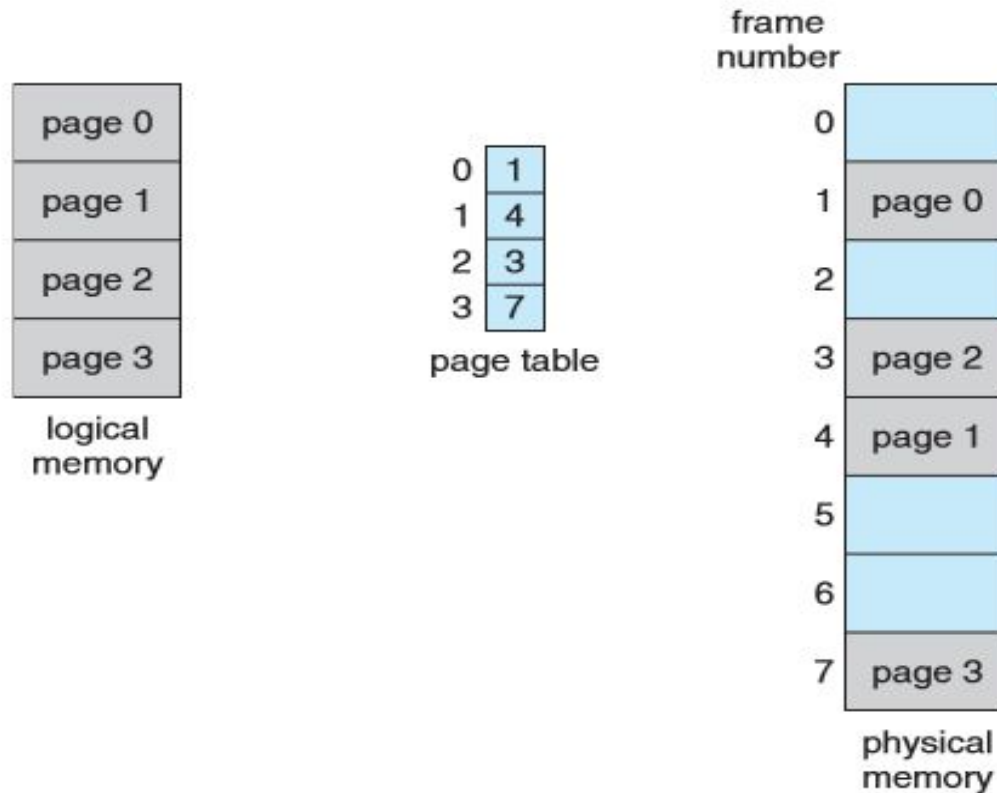 page 0
page 1
page 2
page 3
logical
memory
0 1
1 4
2 3
3 7
page table
frame
number
0
1 page 0
2
3 page 2
4 page 1
5
6
7 page 3
physical
memory